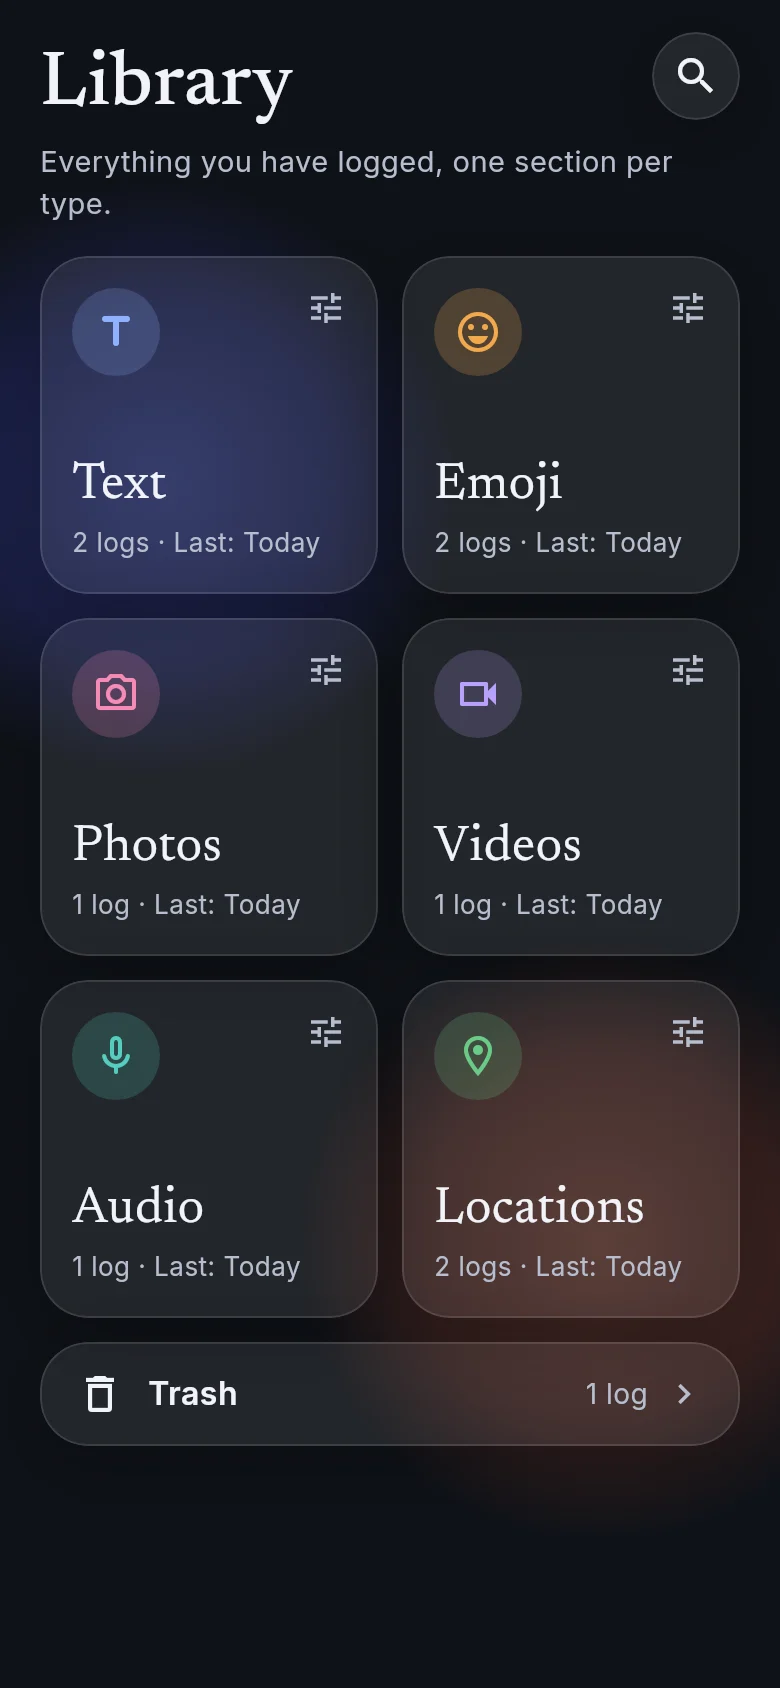 Library
Everything you have logged, one section per
type.
Text
2 logs · Last: Today
Emoji
2 logs · Last: Today
Photos
1 log · Last: Today
Videos
1 log · Last: Today
Audio
1 log · Last: Today
Locations
2 logs · Last: Today
Trash
1 log